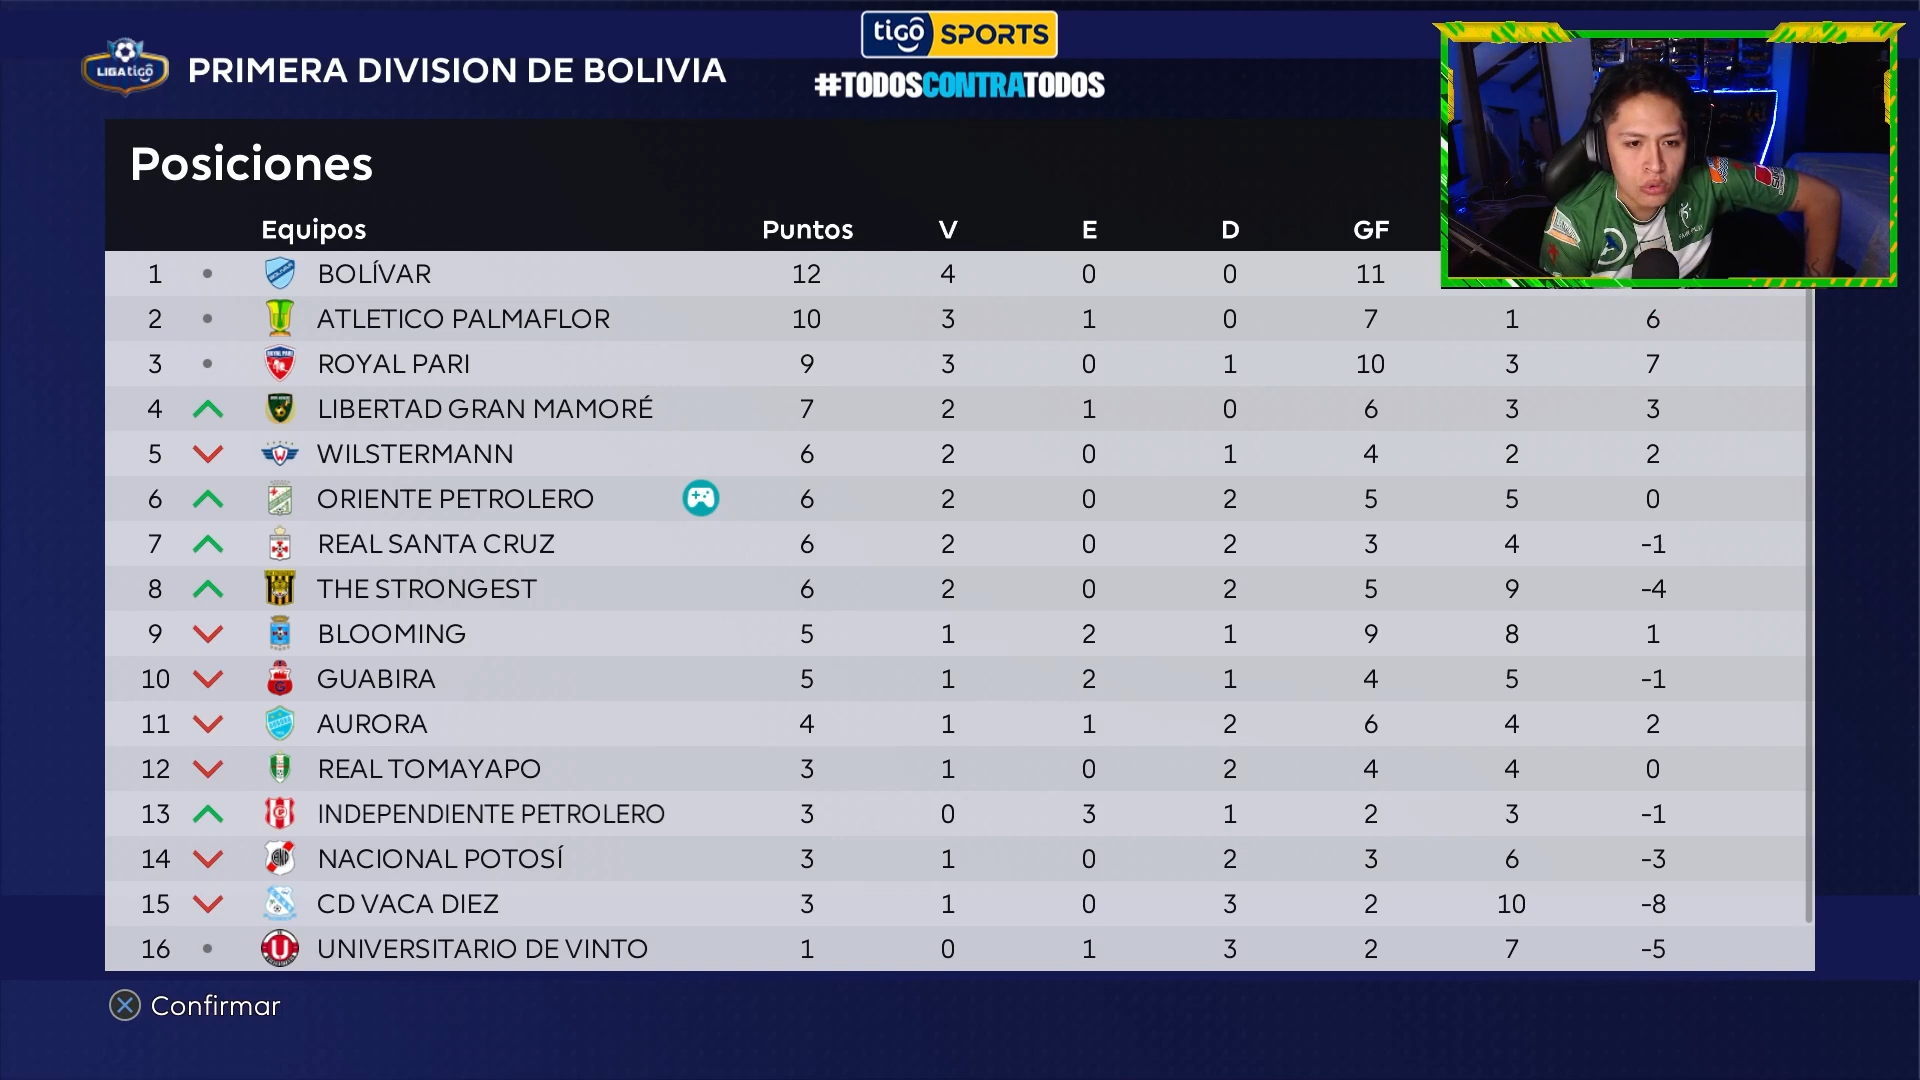 tigo SPORTS
LIGA tigo
PRIMERA DIVISION DE BOLIVIA
#TODOSCONTRATODOS
Posiciones
Equipos Puntos V E D GF
1 BOLÍVAR 12 4 0 0 11
2 ATLETICO PALMAFLOR 10 3 1 0 7 1 6
3 ROYAL PARI 9 3 0 1 10 3 7
4 LIBERTAD GRAN MAMORÉ 7 2 1 0 6 3 3
5 WILSTERMANN 6 2 0 1 4 2 2
6 ORIENTE PETROLERO 6 2 0 2 5 5 0
7 REAL SANTA CRUZ 6 2 0 2 3 4 -1
8 THE STRONGEST 6 2 0 2 5 9 -4
9 BLOOMING 5 1 2 1 9 8 1
10 GUABIRA 5 1 2 1 4 5 -1
11 AURORA 4 1 1 2 6 4 2
12 REAL TOMAYAPO 3 1 0 2 4 4 0
13 INDEPENDIENTE PETROLERO 3 0 3 1 2 3 -1
14 NACIONAL POTOSÍ 3 1 0 2 3 6 -3
15 CD VACA DIEZ 3 1 0 3 2 10 -8
16 UNIVERSITARIO DE VINTO 1 0 1 3 2 7 -5
Confirmar